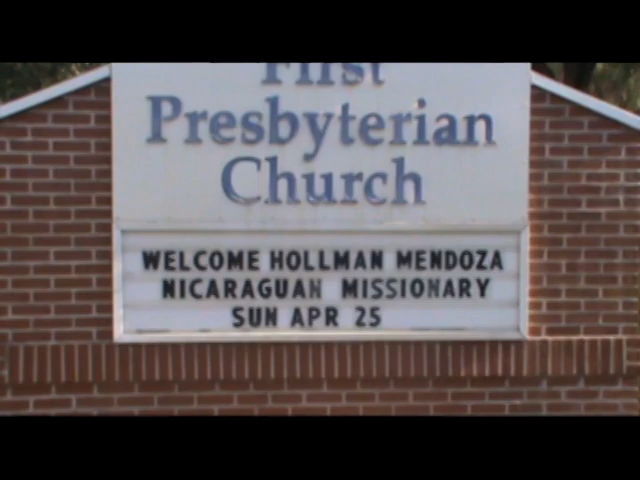 First
Presbyterian
Church
WELCOME HOLLMAN MENDOZA
NICARAGUAN MISSIONARY
SUN APR 25